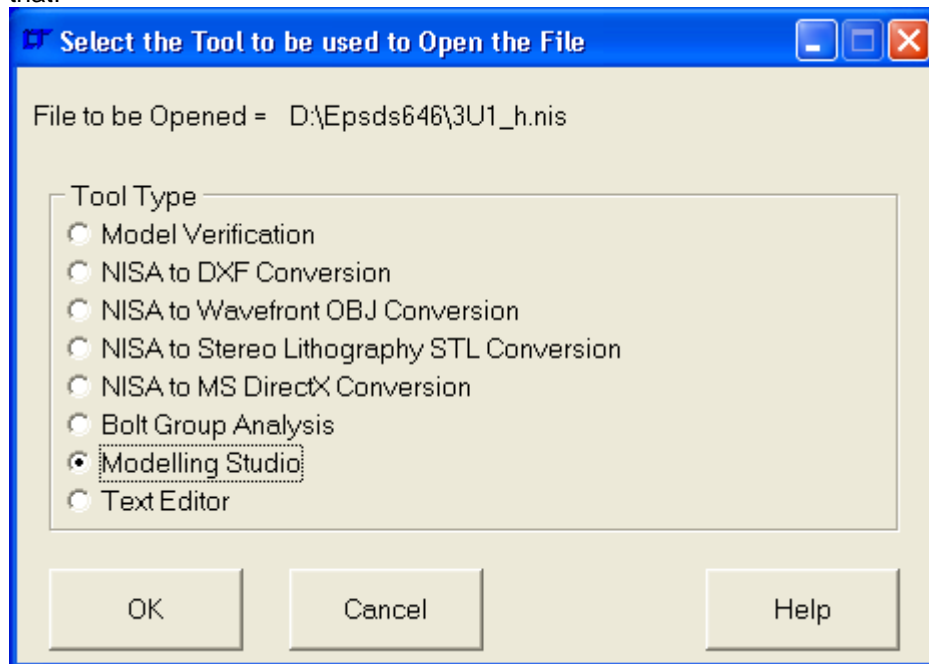 Select the Tool to be used to Open the File
File to be Opened = D:\Epsds646\3U1_h.nis
Tool Type
Model Verification
NISA to DXF Conversion
NISA to Wavefront OBJ Conversion
NISA to Stereo Lithography STL Conversion
NISA to MS DirectX Conversion
Bolt Group Analysis
Modelling Studio
Text Editor
OK Cancel Help